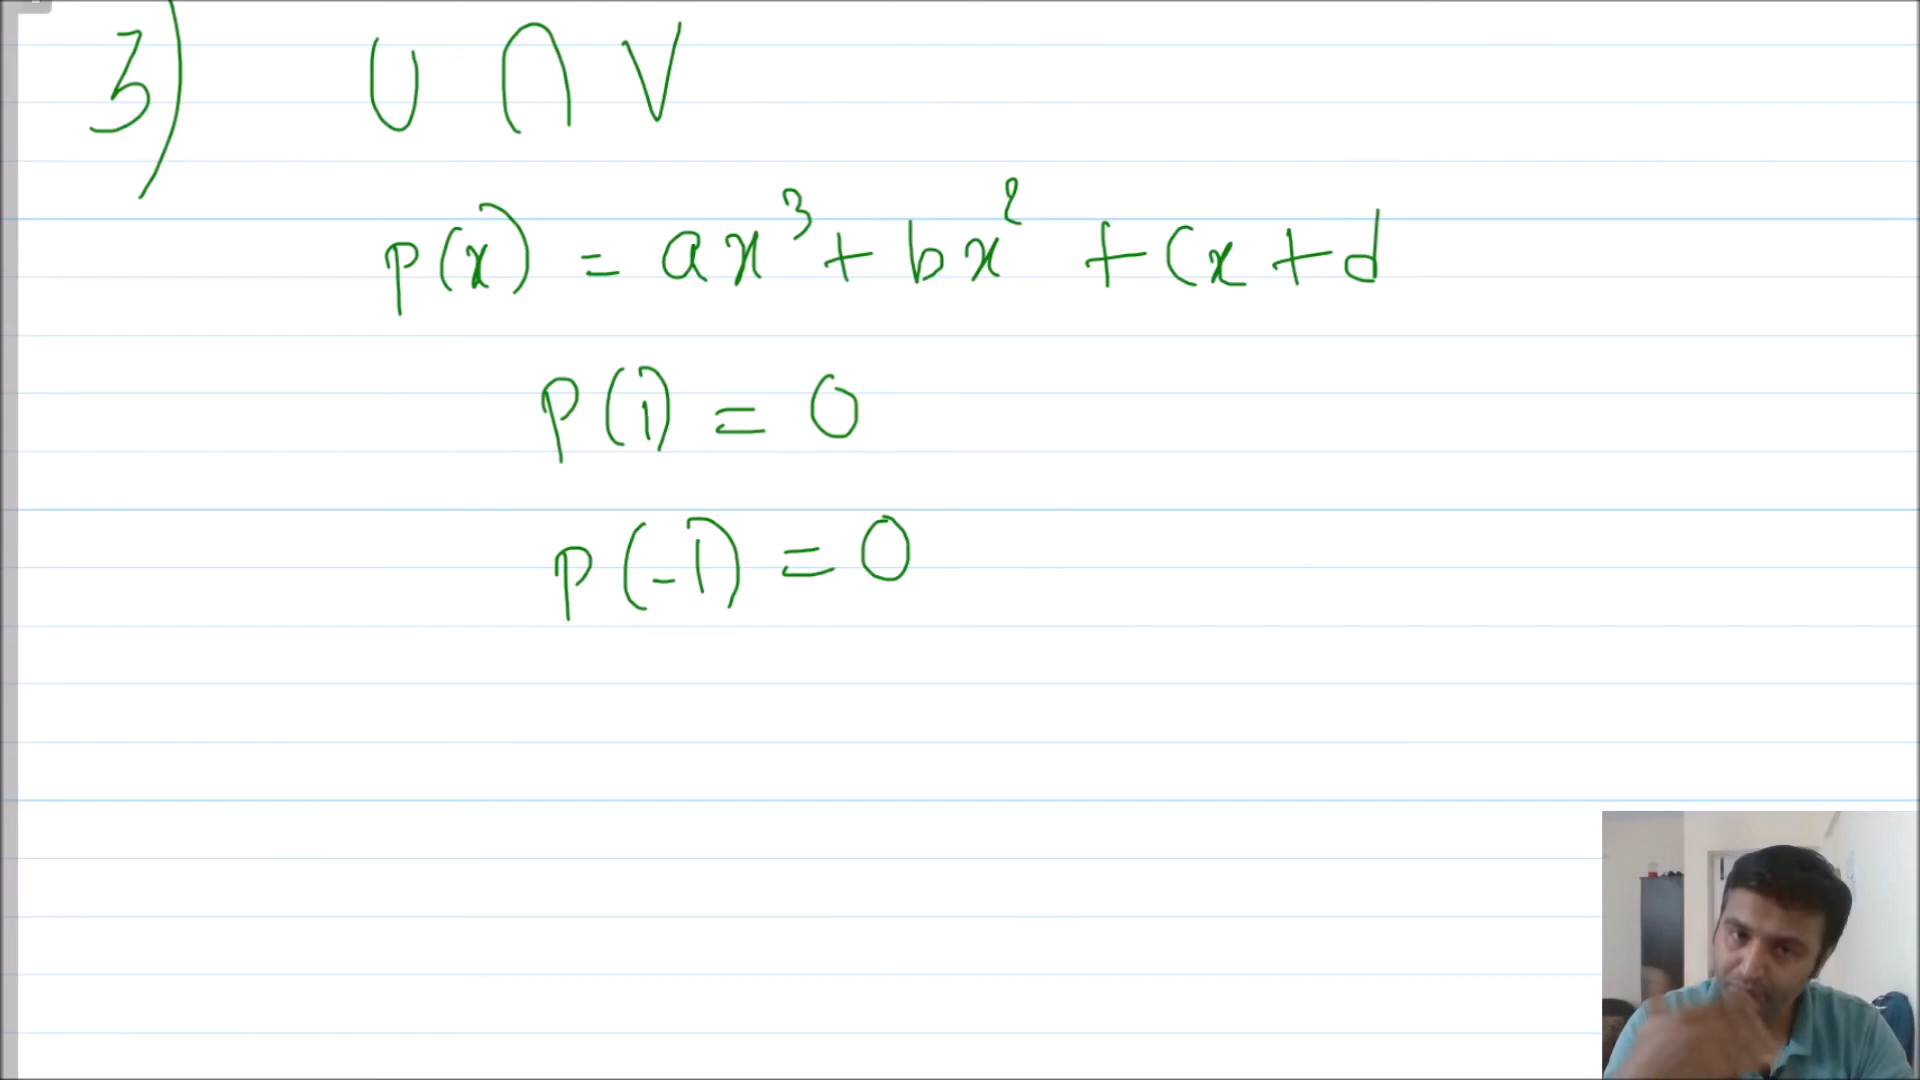 3) U ∩ V
p(x) = ax³ + bx² + cx + d
P(1) = 0
p(-1) = 0